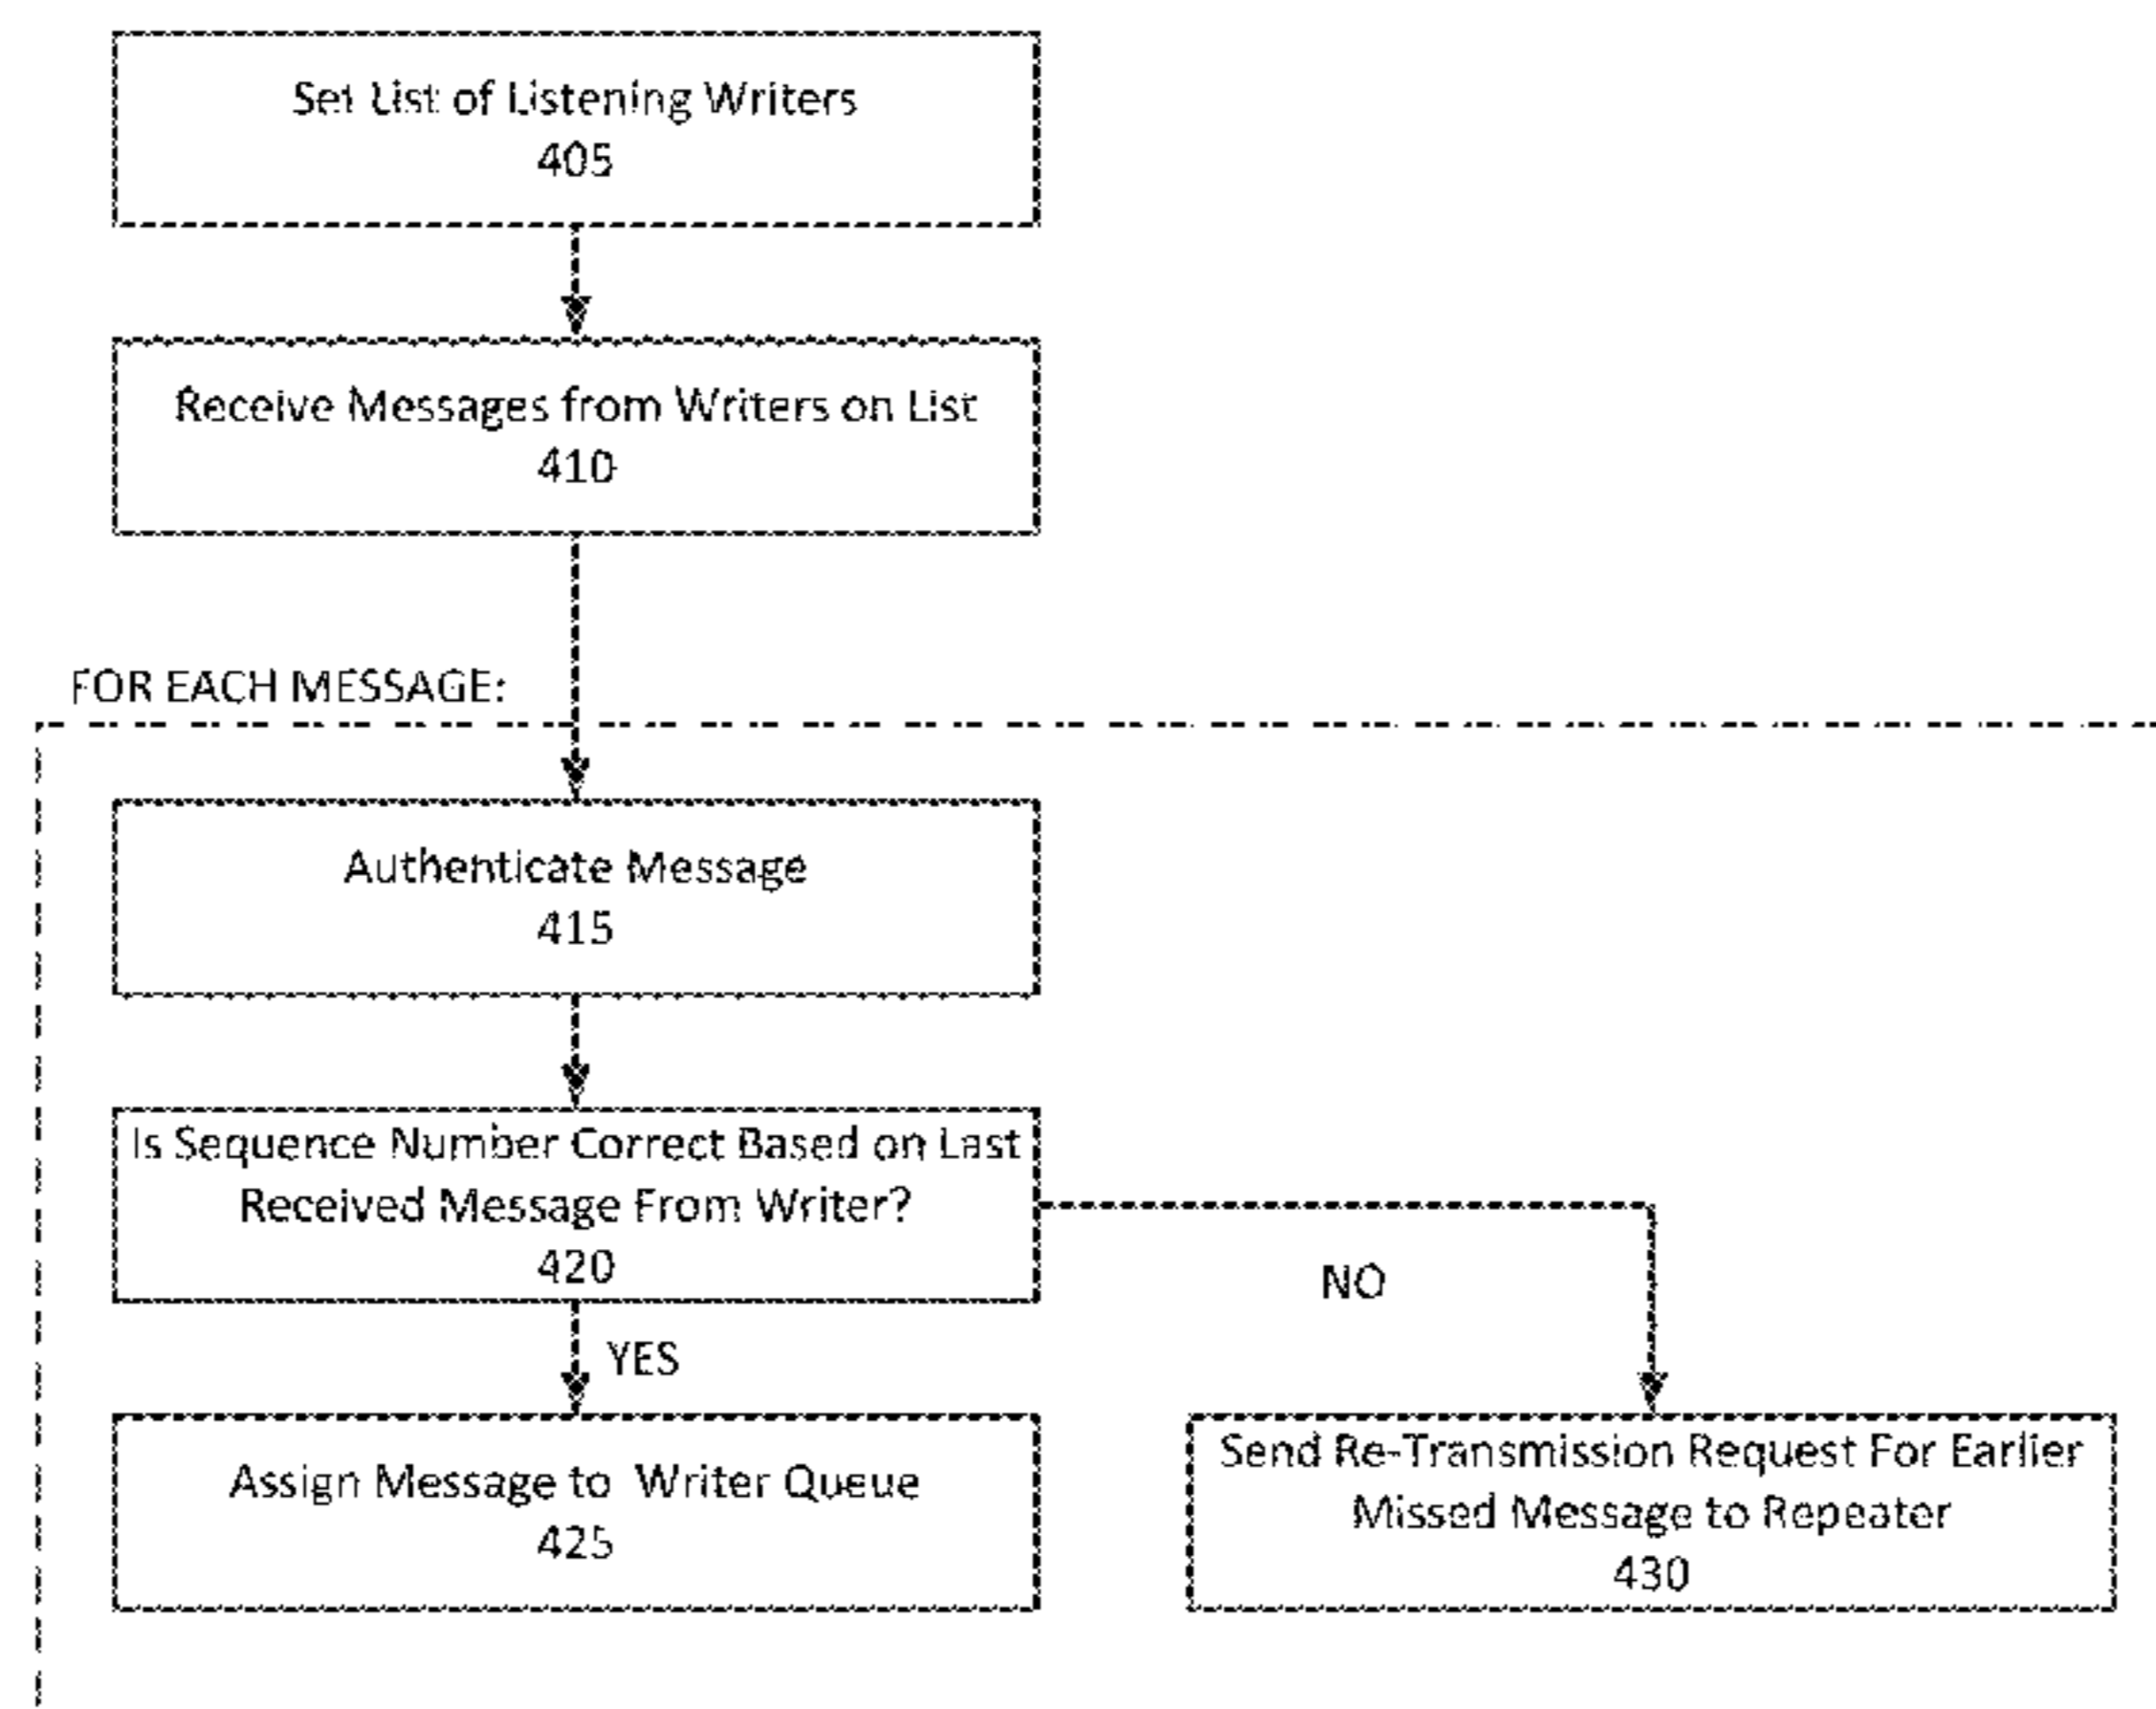 Set List of Listening Writers
405
Receive Messages from Writers on List
410
FOR EACH MESSAGE:
Authenticate Message
415
Is Sequence Number Correct Based on Last
Received Message From Writer?
420
NO
YES
Assign Message to Writer Queue
425
Send Re-Transmission Request For Earlier
Missed Message to Repeater
430